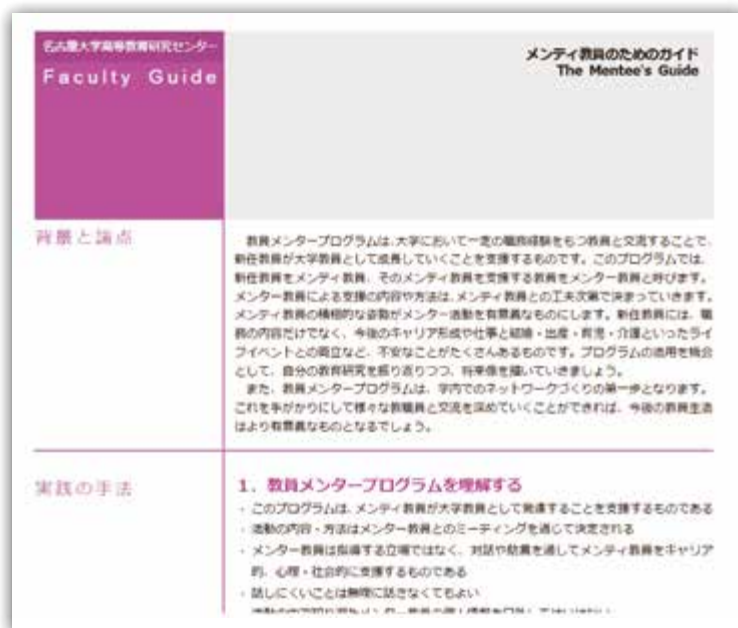 名古屋大学高等教育研究センター
Faculty Guide
メンティ教員のためのガイド
The Mentee's Guide
背景と論点
教員メンタープログラムは、大学において一定の職務経験をもつ教員と交流することで、
新任教員が大学教員として成長していくことを支援するものです。このプログラムでは、
新任教員をメンティ教員、そのメンティ教員を支援する教員をメンター教員と呼びます。
メンター教員による支援の内容や方法は、メンティ教員との工夫次第で決まっていきます。
メンティ教員の積極的な姿勢がメンター活動を有意義なものにします。新任教員には、職
務の内容だけでなく、今後のキャリア形成や仕事と結婚・出産・育児・介護といったライ
フイベントとの両立など、不安なことがたくさんあるものです。プログラムの活用を機会
として、自分の教育研究を振り返りつつ、将来像を描いていきましょう。
また、教員メンタープログラムは、学内でのネットワークづくりの第一歩となります。
これを手がかりにして様々な教職員と交流を深めていくことができれば、今後の教員生活
はより有意義なものとなるでしょう。
実践の手法
1．教員メンタープログラムを理解する
・このプログラムは、メンティ教員が大学教員として発達することを支援するものである
・活動の内容・方法はメンター教員とのミーティングを通じて決定される
・メンター教員は指導する立場ではなく、対話や助言を通してメンティ教員をキャリア
的、心理・社会的に支援するものである
・話しにくいことは無理に話さなくてもよい